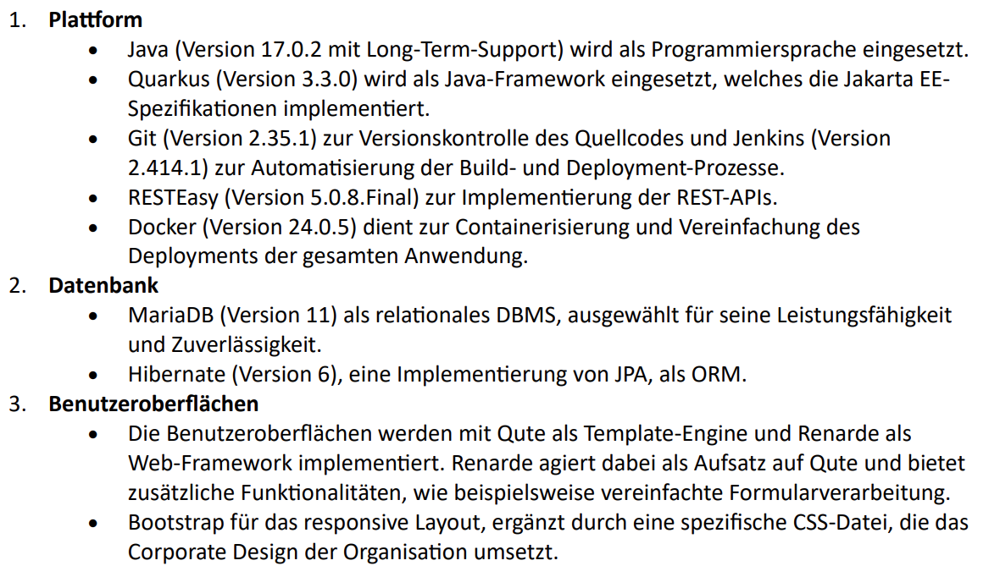 1. Plattform
• Java (Version 17.0.2 mit Long-Term-Support) wird als Programmiersprache eingesetzt.
• Quarkus (Version 3.3.0) wird als Java-Framework eingesetzt, welches die Jakarta EE-
Spezifikationen implementiert.
• Git (Version 2.35.1) zur Versionskontrolle des Quellcodes und Jenkins (Version
2.414.1) zur Automatisierung der Build- und Deployment-Prozesse.
• RESTEasy (Version 5.0.8.Final) zur Implementierung der REST-APIs.
• Docker (Version 24.0.5) dient zur Containerisierung und Vereinfachung des
Deployments der gesamten Anwendung.
2. Datenbank
• MariaDB (Version 11) als relationales DBMS, ausgewählt für seine Leistungsfähigkeit
und Zuverlässigkeit.
• Hibernate (Version 6), eine Implementierung von JPA, als ORM.
3. Benutzeroberflächen
• Die Benutzeroberflächen werden mit Qute als Template-Engine und Renarde als
Web-Framework implementiert. Renarde agiert dabei als Aufsatz auf Qute und bietet
zusätzliche Funktionalitäten, wie beispielsweise vereinfachte Formularverarbeitung.
• Bootstrap für das responsive Layout, ergänzt durch eine spezifische CSS-Datei, die das
Corporate Design der Organisation umsetzt.